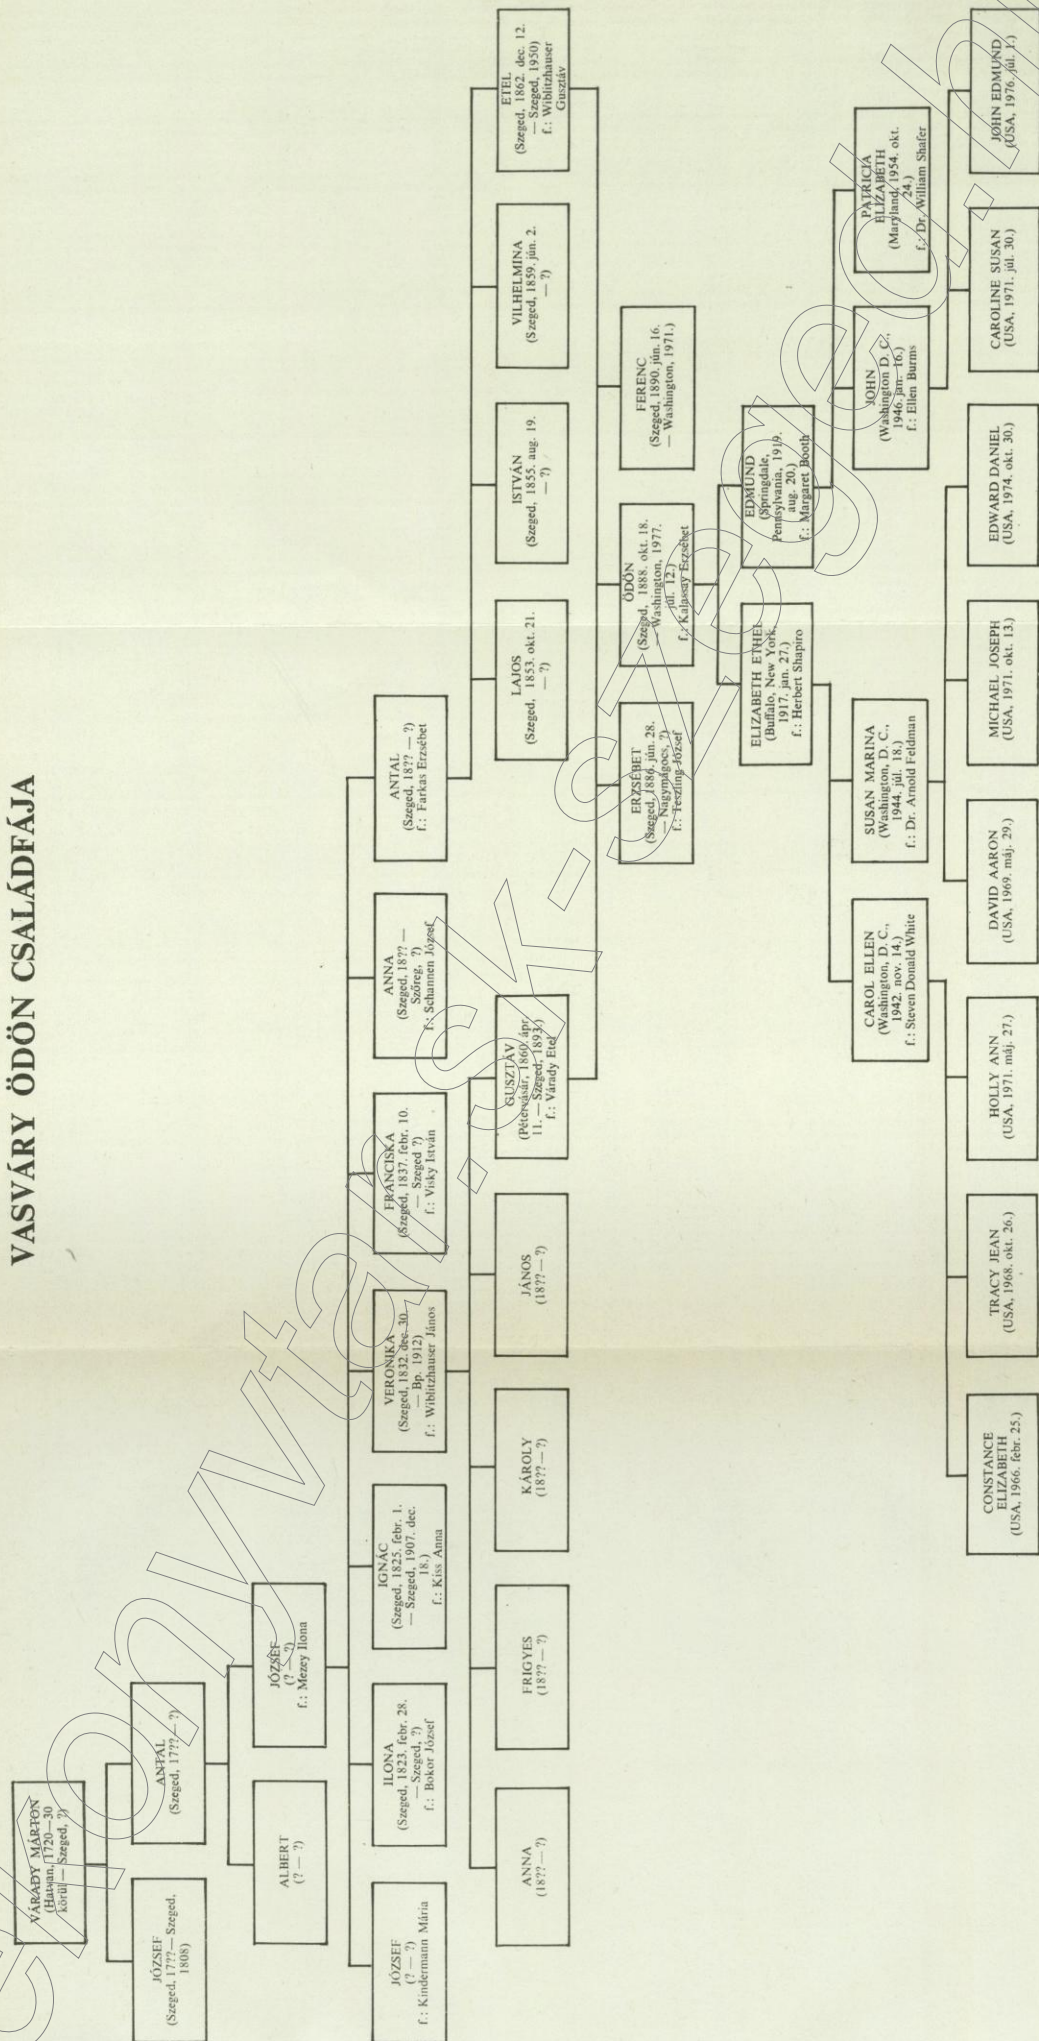 VASVÁRY ÖDÖN CSALÁDFÁJA
VÁRADY MÁRTON
(Hatvan, 1720—30
körül — Szeged, ?)
JÓZSEF
(Szeged, 17??— Szeged,
1808)
ANTAL
(Szeged, 17??— ?)
ALBERT
(? — ?)
JÓZSEF
(? — ?)
f.: Mezey Ilona
JÓZSEF
(? — ?)
f.: Kindermann Mária
ILONA
(Szeged, 1823. febr. 28.
— Szeged, ?)
f.: Bokor József
IGNÁC
(Szeged, 1825. febr. 1.
— Szeged, 1907. dec.
18.)
f.: Kiss Anna
VERONIKA
(Szeged, 1832. dec. 30.
— Bp. 1912)
f.: Wiblitzhauser János
FRANCISKA
(Szeged, 1837. febr. 10.
— Szeged ?)
f.: Visky István
ANNA
(Szeged, 18?? —
Szőreg, ?)
f.: Schannen József
ANTAL
(Szeged, 18?? — ?)
f.: Farkas Erzsébet
ANNA
(18?? — ?)
FRIGYES
(18?? — ?)
KÁROLY
(18?? — ?)
JÁNOS
(18?? — ?)
GUSZTÁV
(Pétervásár, 1860. ápr.
11. — Szeged, 1893.)
f.: Várady Etel
LAJOS
(Szeged, 1853. okt. 21.
— ?)
ISTVÁN
(Szeged, 1855. aug. 19.
— ?)
VILHELMINA
(Szeged, 1859. jún. 2.
— ?)
ETEL
(Szeged, 1862. dec. 12.
— Szeged, 1950)
f.: Wiblitzhauser
Gusztáv
ERZSÉBET
(Szeged, 1886. jún. 28.
— Nagymágocs, ?)
f.: Teszling József
ÖDÖN
(Szeged, 1888. okt. 18.
— Washington, 1977.
júl. 12.)
f.: Kalassay Erzsébet
FERENC
(Szeged, 1890. jún. 16.
— Washington, 1971.)
ELIZABETH ETHEL
(Buffalo, New York,
1917. jan. 27.)
f.: Herbert Shapiro
EDMUND
(Springdale,
Pennsylvania, 1919.
aug. 20.)
f.: Margaret Booth
CAROL ELLEN
(Washington, D. C.,
1942. nov. 14.)
f.: Steven Donald White
SUSAN MARINA
(Washington, D. C.,
1944. júl. 18.)
f.: Dr. Arnold Feldman
JOHN
(Washington D. C.,
1946. jan. 16.)
f.: Ellen Burms
PATRICIA
ELIZABETH
(Maryland, 1954. okt.
24.)
f.: Dr. William Shafer
CONSTANCE
ELIZABETH
(USA, 1966. febr. 25.)
TRACY JEAN
(USA, 1968. okt. 26.)
HOLLY ANN
(USA, 1971. máj. 27.)
DAVID AARON
(USA, 1969. máj. 29.)
MICHAEL JOSEPH
(USA, 1971. okt. 13.)
EDWARD DANIEL
(USA, 1974. okt. 30.)
CAROLINE SUSAN
(USA, 1971. júl. 30.)
JOHN EDMUND
(USA, 1976. júl. 1.)